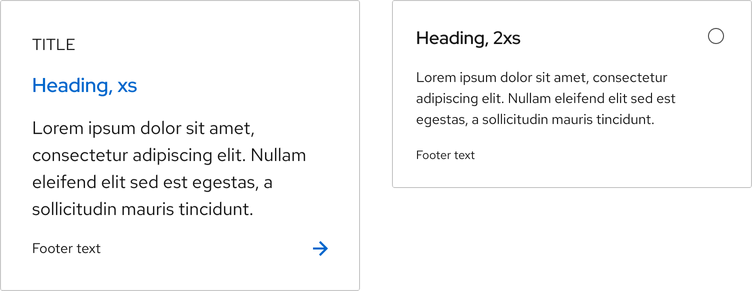 TITLE
Heading, xs
Lorem ipsum dolor sit amet,
consectetur adipiscing elit. Nullam
eleifend elit sed est egestas, a
sollicitudin mauris tincidunt.
Footer text
Heading, 2xs
Lorem ipsum dolor sit amet, consectetur
adipiscing elit. Nullam eleifend elit sed est
egestas, a sollicitudin mauris tincidunt.
Footer text